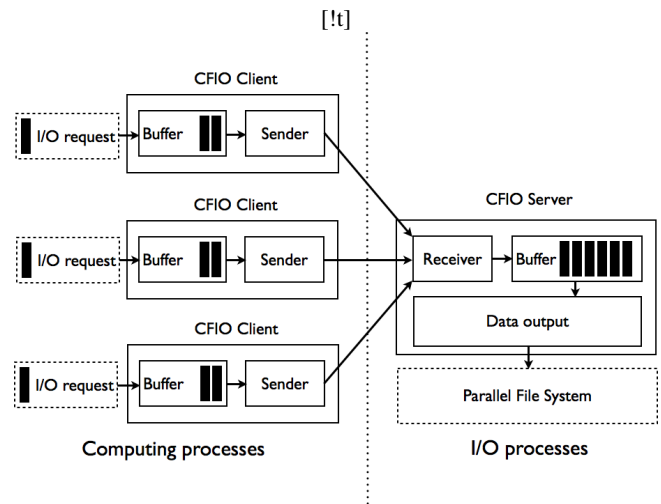 [!t]
CFIO Client
I/O request
Buffer
Sender
CFIO Client
I/O request
Buffer
Sender
CFIO Client
I/O request
Buffer
Sender
Computing processes
CFIO Server
Receiver
Buffer
Data output
Parallel File System
I/O processes